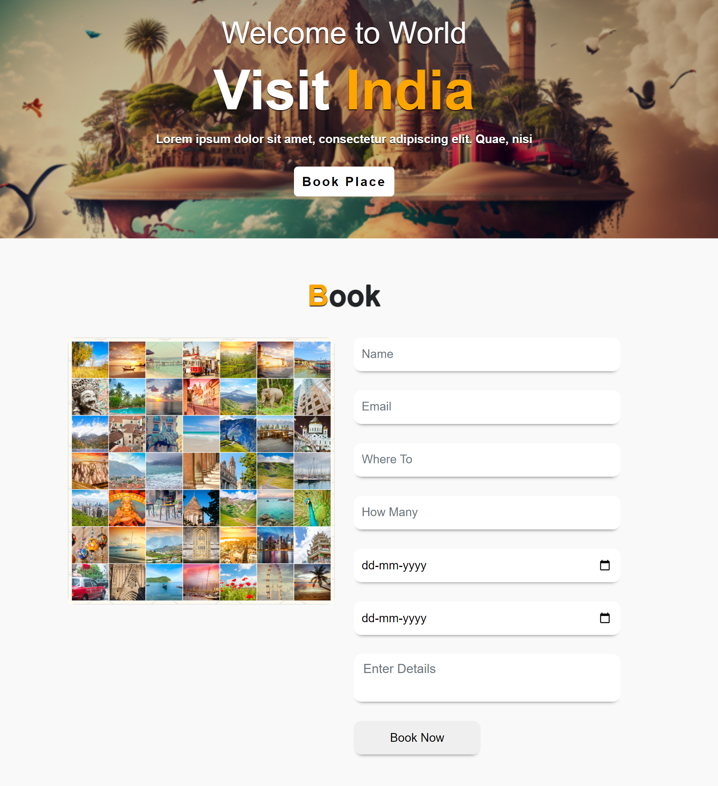 Welcome to World
Visit India
Lorem ipsum dolor sit amet, consectetur adipiscing elit. Quae, nisi
Book Place
Book
Name
Email
Where To
How Many
dd-mm-yyyy
dd-mm-yyyy
Enter Details
Book Now